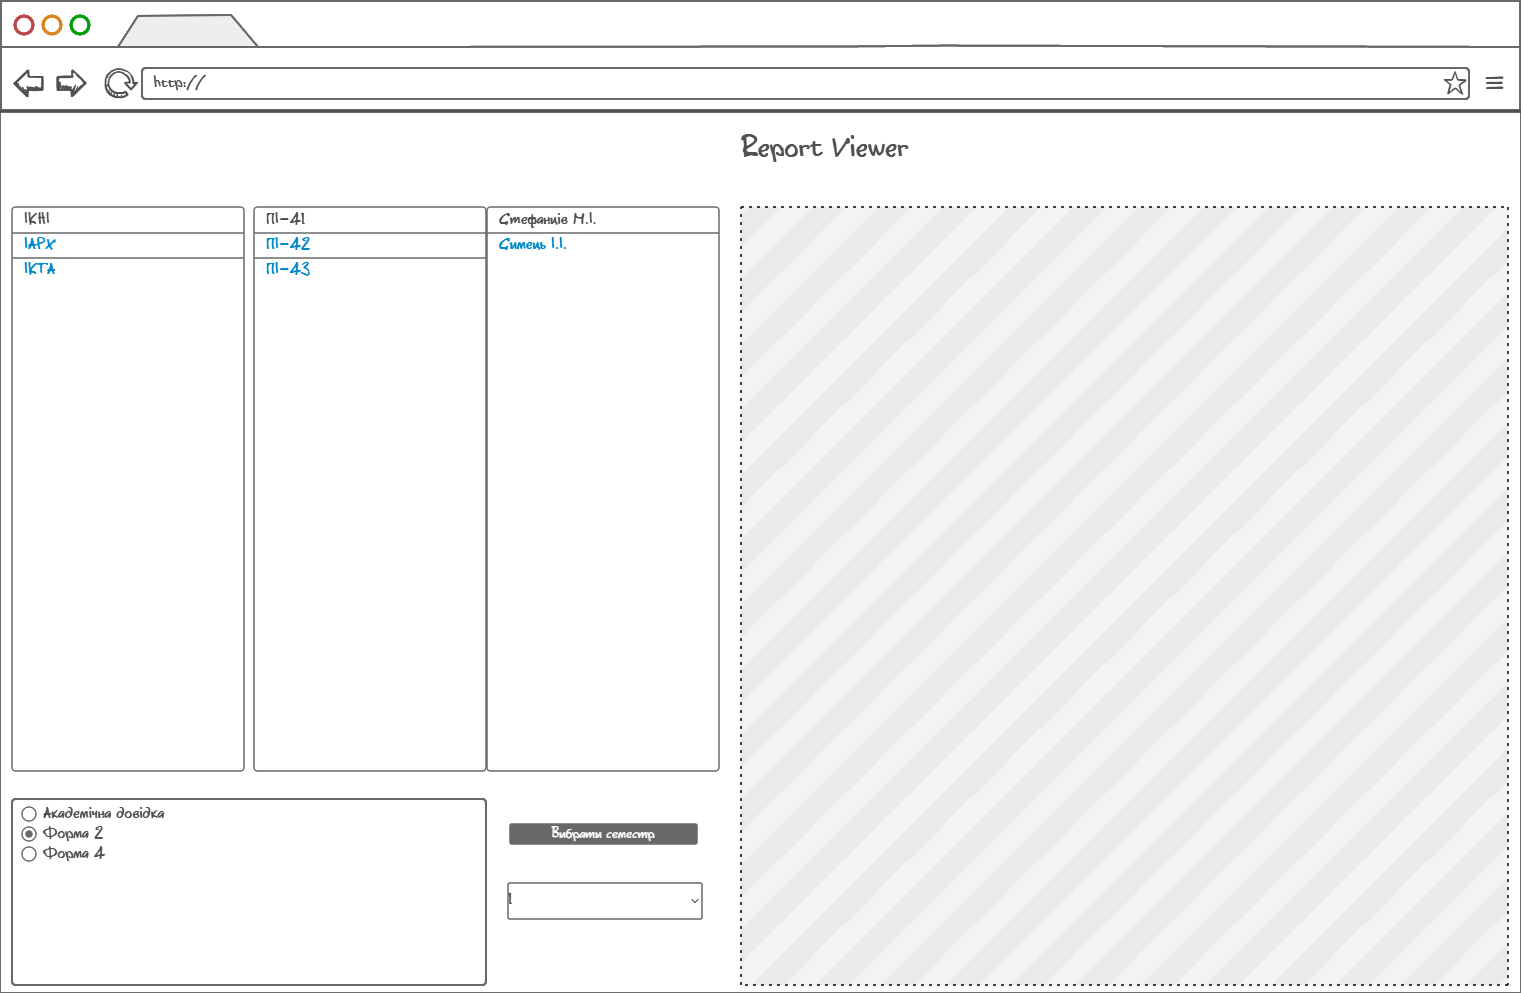 http://
Report Viewer
ІКНІ
ІАРХ
ІКТА
ПІ-41
ПІ-42
ПІ-43
Стефанців М.І.
Симець І.І.
Академічна довідка
Форма 2
Форма 4
Вибрати семестр
1